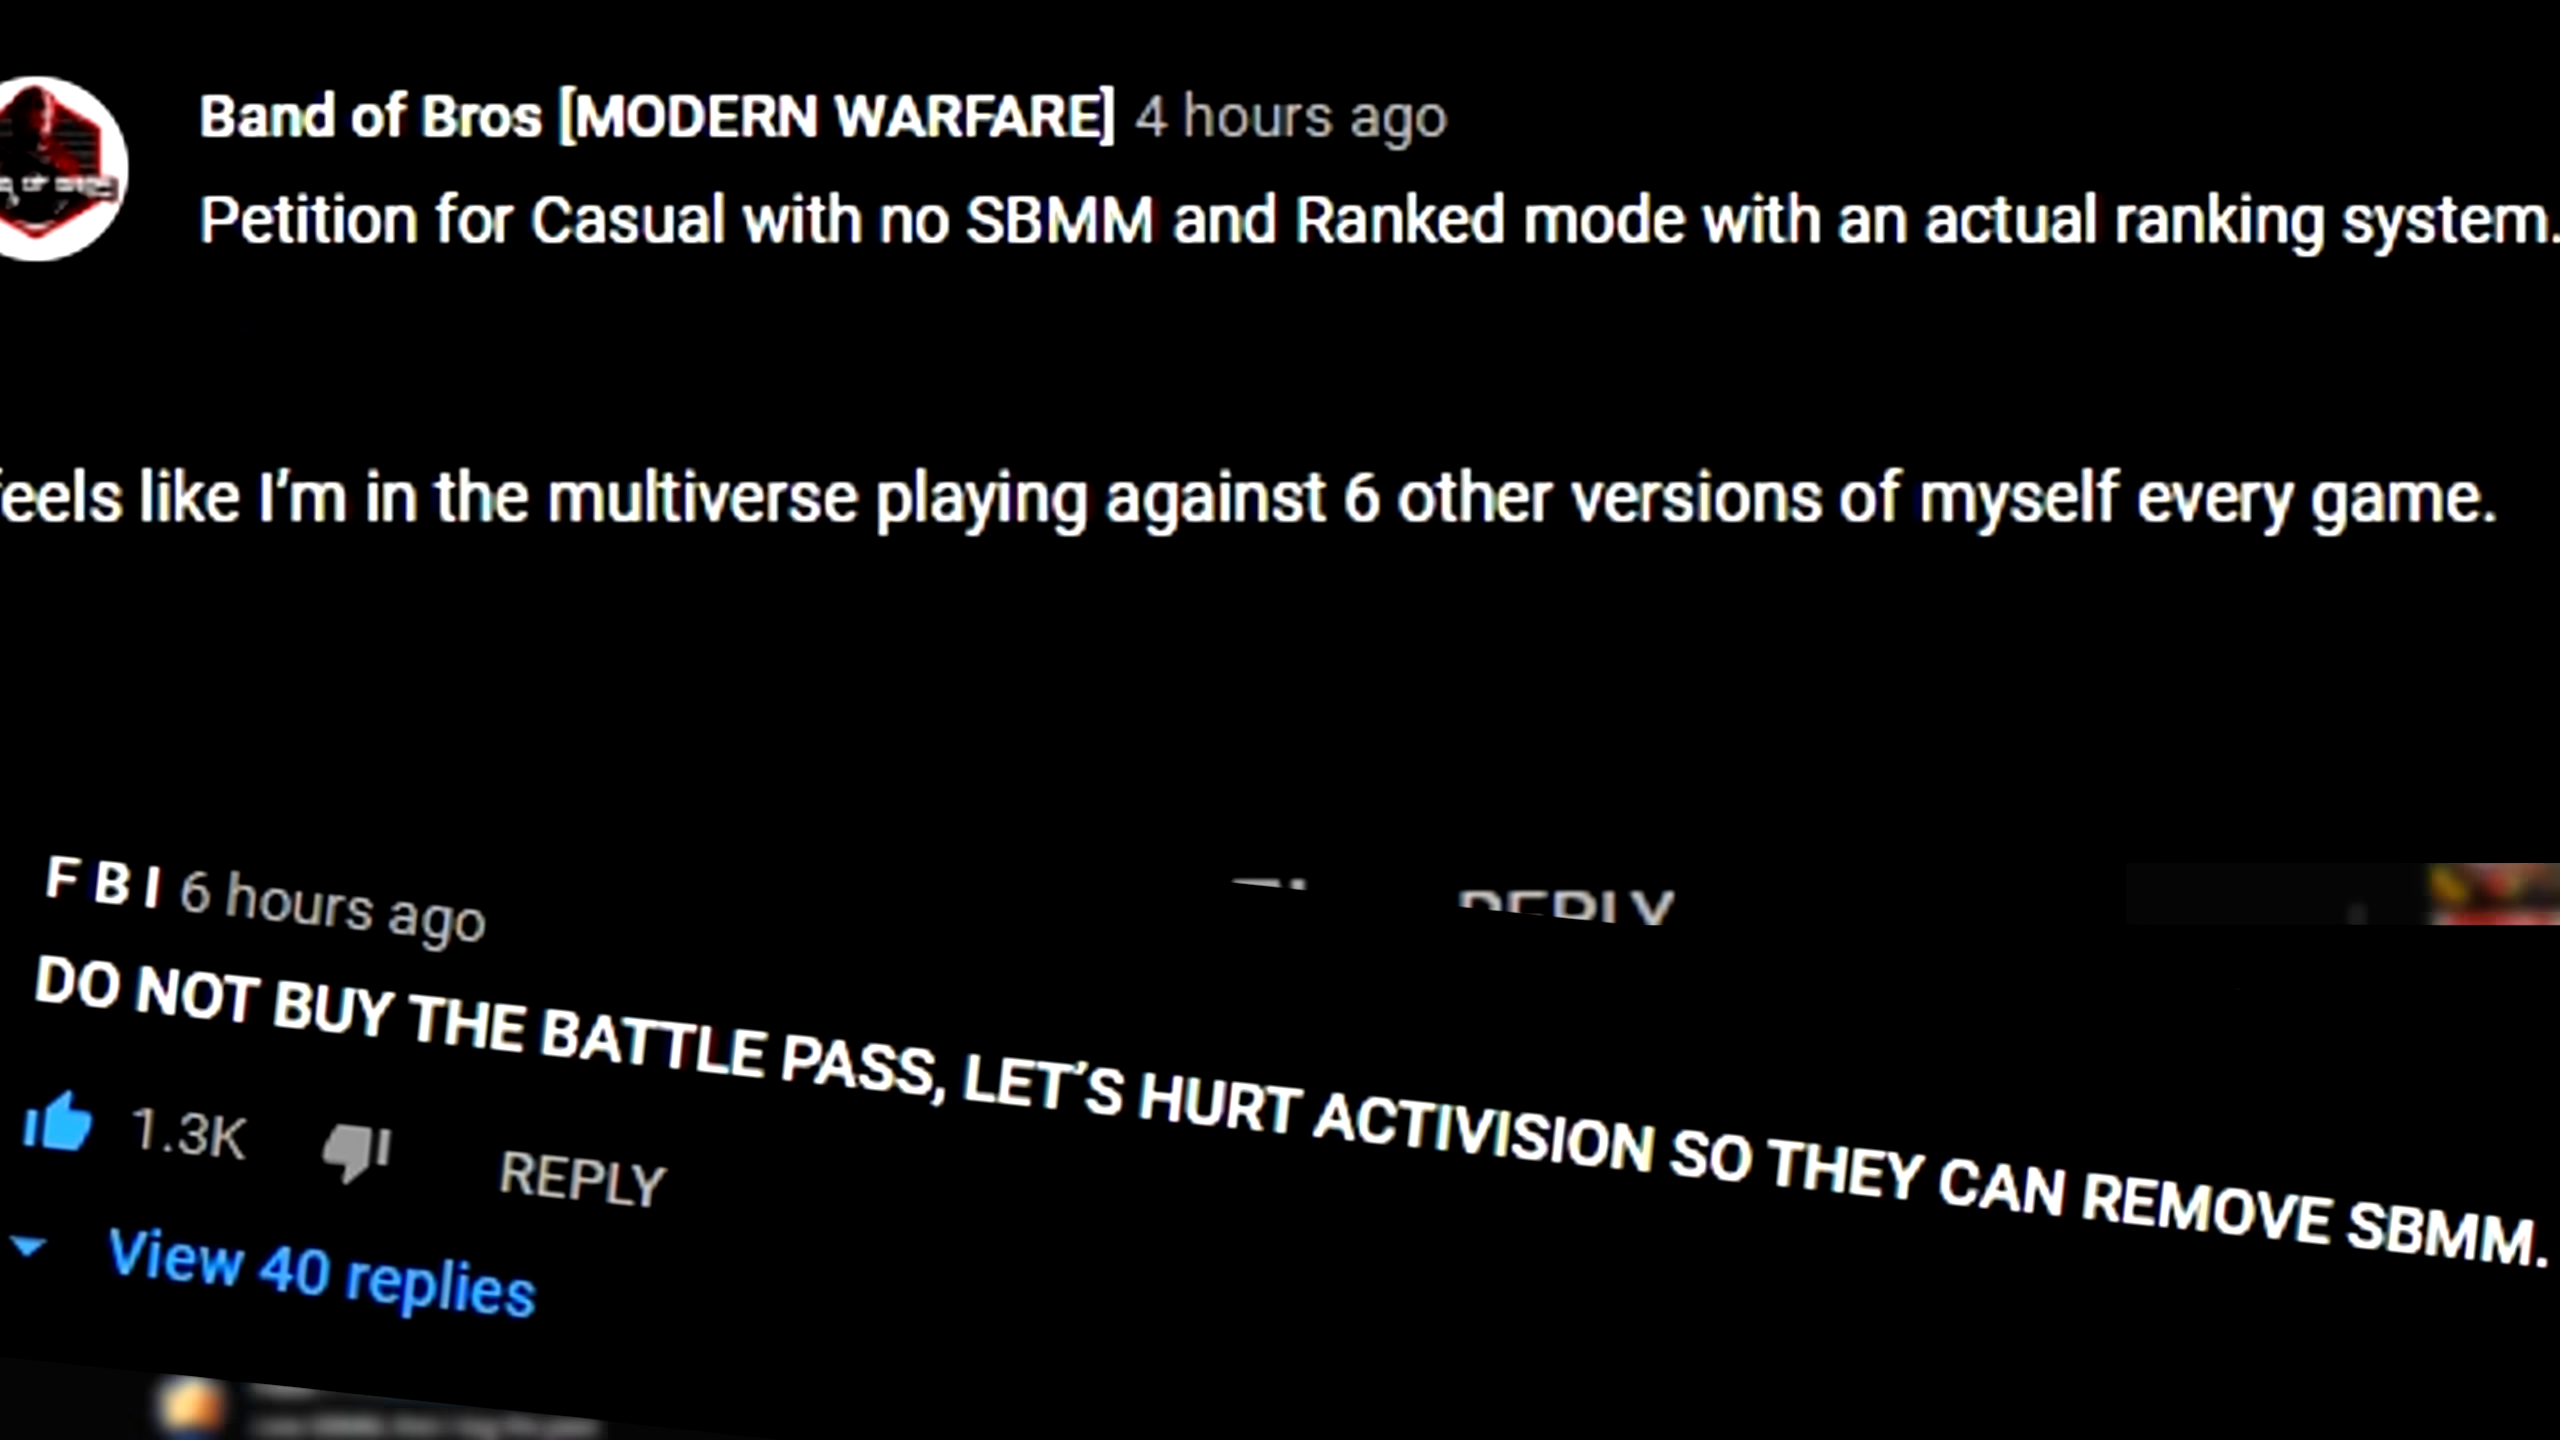 Band of Bros [MODERN WARFARE] 4 hours ago
Petition for Casual with no SBMM and Ranked mode with an actual ranking system.
feels like I'm in the multiverse playing against 6 other versions of myself every game.
F B I 6 hours ago
REPLY
DO NOT BUY THE BATTLE PASS, LET'S HURT ACTIVISION SO THEY CAN REMOVE SBMM.
1.3K REPLY
View 40 replies